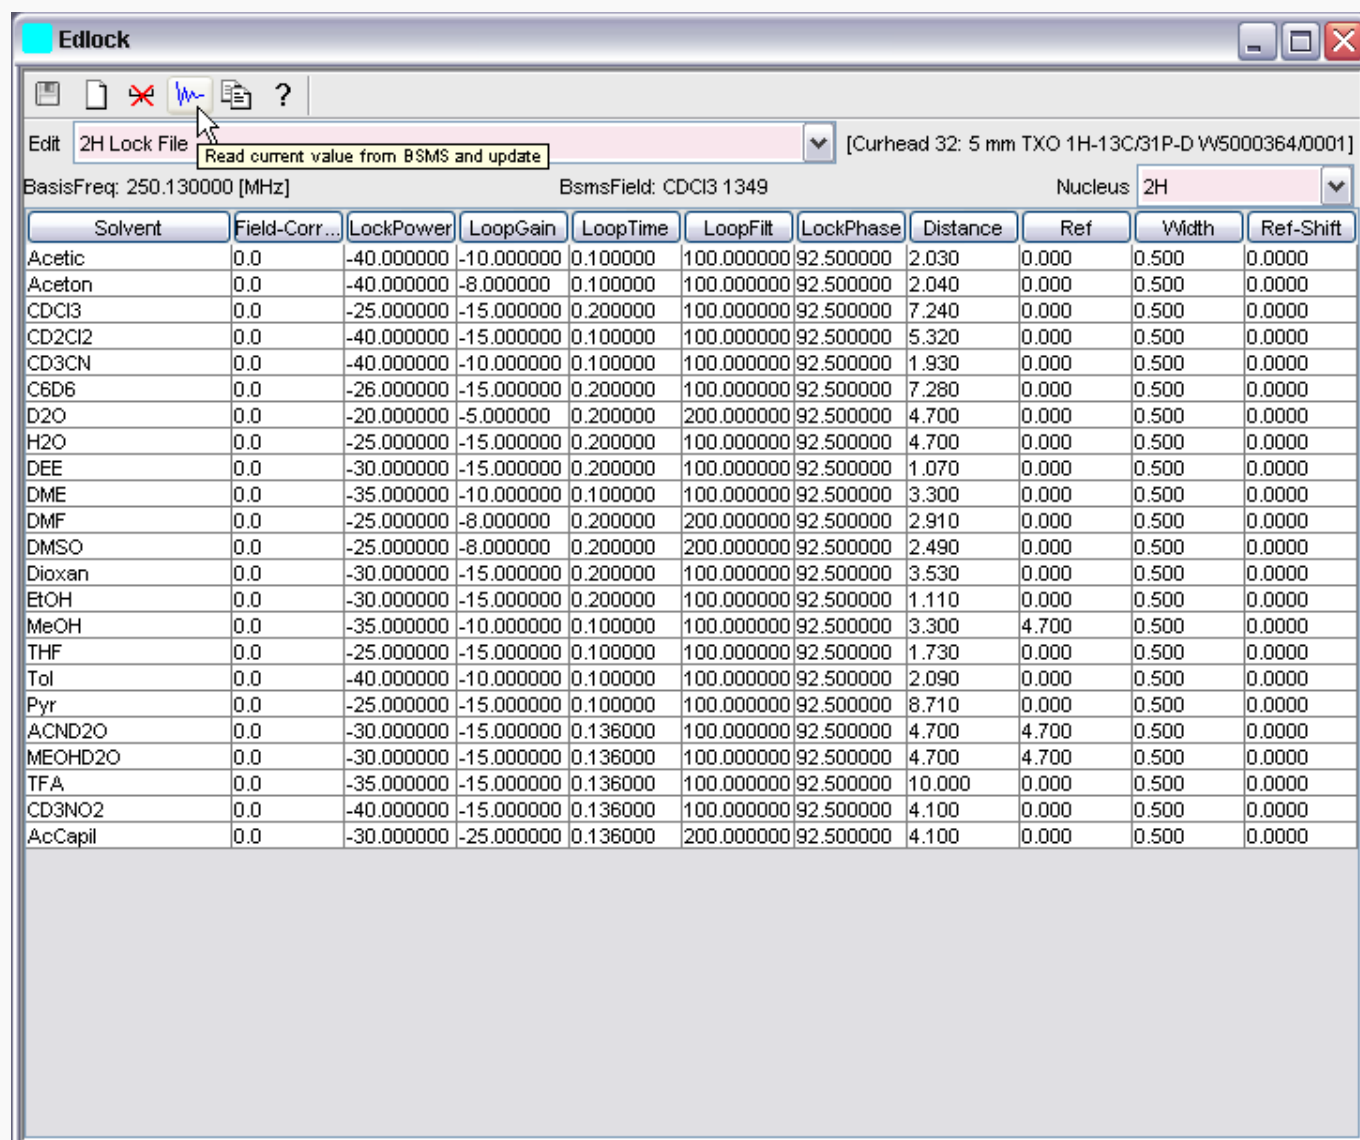 Edlock
?
Edit 2H Lock File [Curhead 32: 5 mm TXO 1H-13C/31P-D W5000364/0001]
Read current value from BSMS and update
BasisFreq: 250.130000 [MHz] BsmsField: CDCl3 1349 Nucleus 2H
Solvent Field-Corr... LockPower LoopGain LoopTime LoopFilt LockPhase Distance Ref Width Ref-Shift
Acetic 0.0 -40.000000 -10.000000 0.100000 100.000000 92.500000 2.030 0.000 0.500 0.0000
Aceton 0.0 -40.000000 -8.000000 0.100000 100.000000 92.500000 2.040 0.000 0.500 0.0000
CDCl3 0.0 -25.000000 -15.000000 0.200000 100.000000 92.500000 7.240 0.000 0.500 0.0000
CD2Cl2 0.0 -40.000000 -15.000000 0.100000 100.000000 92.500000 5.320 0.000 0.500 0.0000
CD3CN 0.0 -40.000000 -10.000000 0.100000 100.000000 92.500000 1.930 0.000 0.500 0.0000
C6D6 0.0 -26.000000 -15.000000 0.200000 100.000000 92.500000 7.280 0.000 0.500 0.0000
D2O 0.0 -20.000000 -5.000000 0.200000 200.000000 92.500000 4.700 0.000 0.500 0.0000
H2O 0.0 -25.000000 -15.000000 0.200000 100.000000 92.500000 4.700 0.000 0.500 0.0000
DEE 0.0 -30.000000 -15.000000 0.200000 100.000000 92.500000 1.070 0.000 0.500 0.0000
DME 0.0 -35.000000 -10.000000 0.100000 100.000000 92.500000 3.300 0.000 0.500 0.0000
DMF 0.0 -25.000000 -8.000000 0.200000 200.000000 92.500000 2.910 0.000 0.500 0.0000
DMSO 0.0 -25.000000 -8.000000 0.200000 200.000000 92.500000 2.490 0.000 0.500 0.0000
Dioxan 0.0 -30.000000 -15.000000 0.200000 100.000000 92.500000 3.530 0.000 0.500 0.0000
EtOH 0.0 -30.000000 -15.000000 0.200000 100.000000 92.500000 1.110 0.000 0.500 0.0000
MeOH 0.0 -35.000000 -10.000000 0.100000 100.000000 92.500000 3.300 4.700 0.500 0.0000
THF 0.0 -25.000000 -15.000000 0.100000 100.000000 92.500000 1.730 0.000 0.500 0.0000
Tol 0.0 -40.000000 -10.000000 0.100000 100.000000 92.500000 2.090 0.000 0.500 0.0000
Pyr 0.0 -25.000000 -15.000000 0.100000 100.000000 92.500000 8.710 0.000 0.500 0.0000
ACND2O 0.0 -30.000000 -15.000000 0.136000 100.000000 92.500000 4.700 4.700 0.500 0.0000
MEOHD2O 0.0 -30.000000 -15.000000 0.136000 100.000000 92.500000 4.700 4.700 0.500 0.0000
TFA 0.0 -35.000000 -15.000000 0.136000 100.000000 92.500000 10.000 0.000 0.500 0.0000
CD3NO2 0.0 -40.000000 -15.000000 0.136000 100.000000 92.500000 4.100 0.000 0.500 0.0000
AcCapil 0.0 -30.000000 -25.000000 0.136000 200.000000 92.500000 4.100 0.000 0.500 0.0000